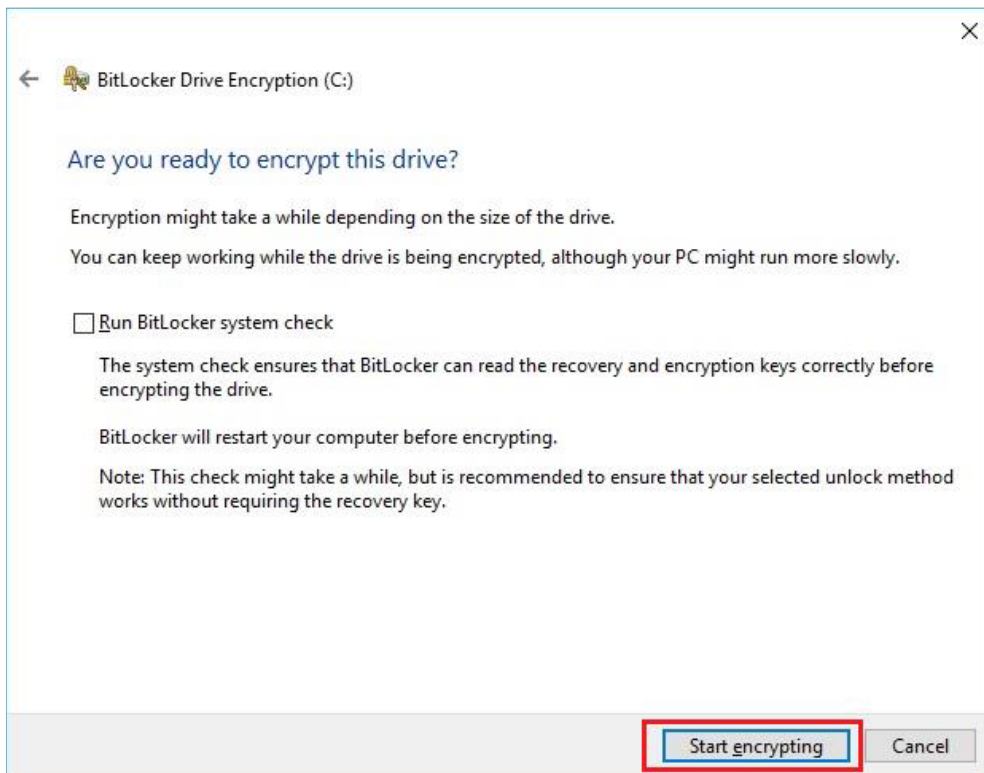 BitLocker Drive Encryption (C:)
Are you ready to encrypt this drive?
Encryption might take a while depending on the size of the drive.
You can keep working while the drive is being encrypted, although your PC might run more slowly.
Run BitLocker system check
The system check ensures that BitLocker can read the recovery and encryption keys correctly before
encrypting the drive.
BitLocker will restart your computer before encrypting.
Note: This check might take a while, but is recommended to ensure that your selected unlock method
works without requiring the recovery key.
Start encrypting
Cancel